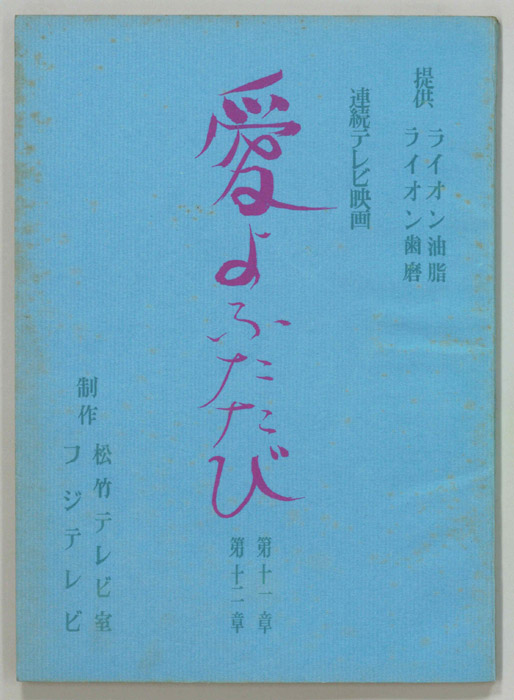 提供
ライオン油脂
ライオン歯磨
連続テレビ映画
愛よふたたび
第十一章
第十二章
制作
松竹テレビ室
フジテレビ